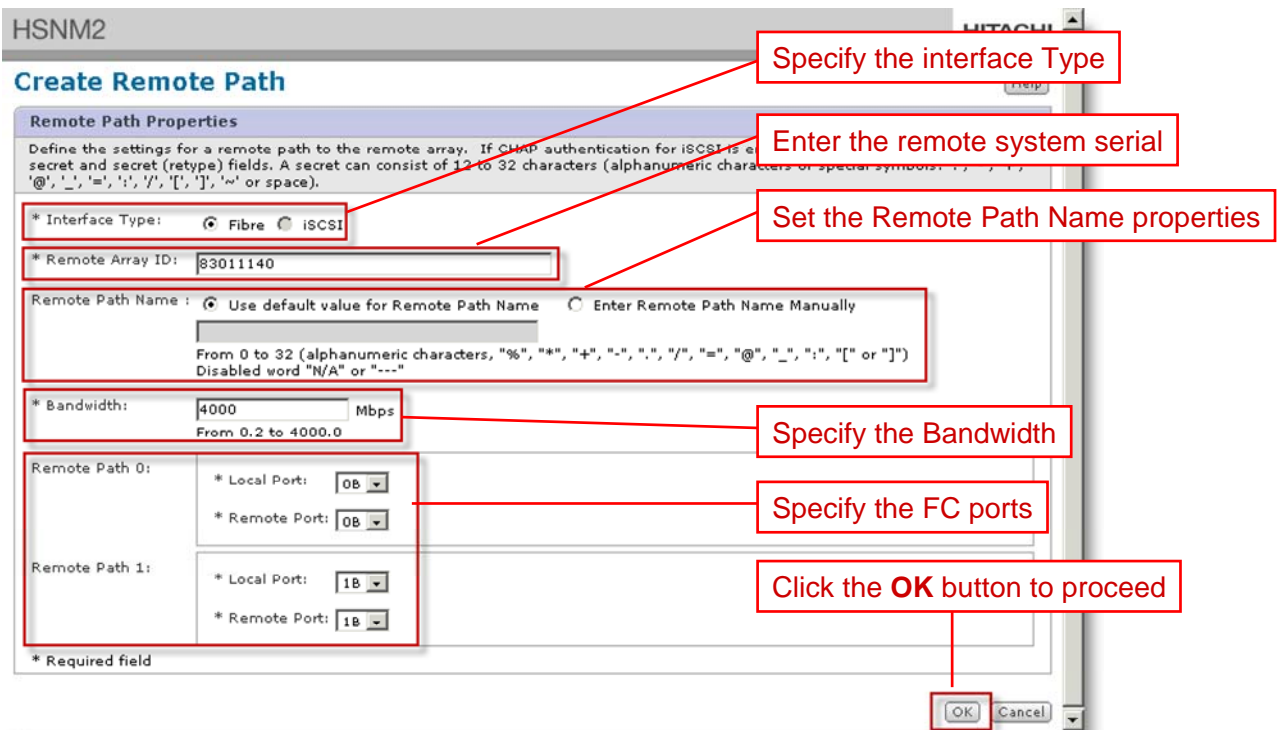 HSNM2
HITACHI
Specify the interface Type
Create Remote Path
Help
Remote Path Properties
Enter the remote system serial
Define the settings for a remote path to the remote array. If CHAP authentication for iSCSI is
secret and secret (retype) fields. A secret can consist of 12 to 32 characters (alphanumeric characters or special symbols:
'@', '_', '=', ':', '/', '[', ']', '~' or space).
Set the Remote Path Name properties
* Interface Type: Fibre iSCSI
* Remote Array ID: 83011140
Remote Path Name : Use default value for Remote Path Name Enter Remote Path Name Manually
From 0 to 32 (alphanumeric characters, "%", "*", "+", "-", ".", "/", "=", "@", "_", ":", "[" or "]")
Disabled word "N/A" or "---"
* Bandwidth: 4000 Mbps
From 0.2 to 4000.0
Specify the Bandwidth
Remote Path 0:
* Local Port: 0B
Specify the FC ports
* Remote Port: 0B
Remote Path 1:
* Local Port: 1B
Click the OK button to proceed
* Remote Port: 1B
* Required field
OK Cancel